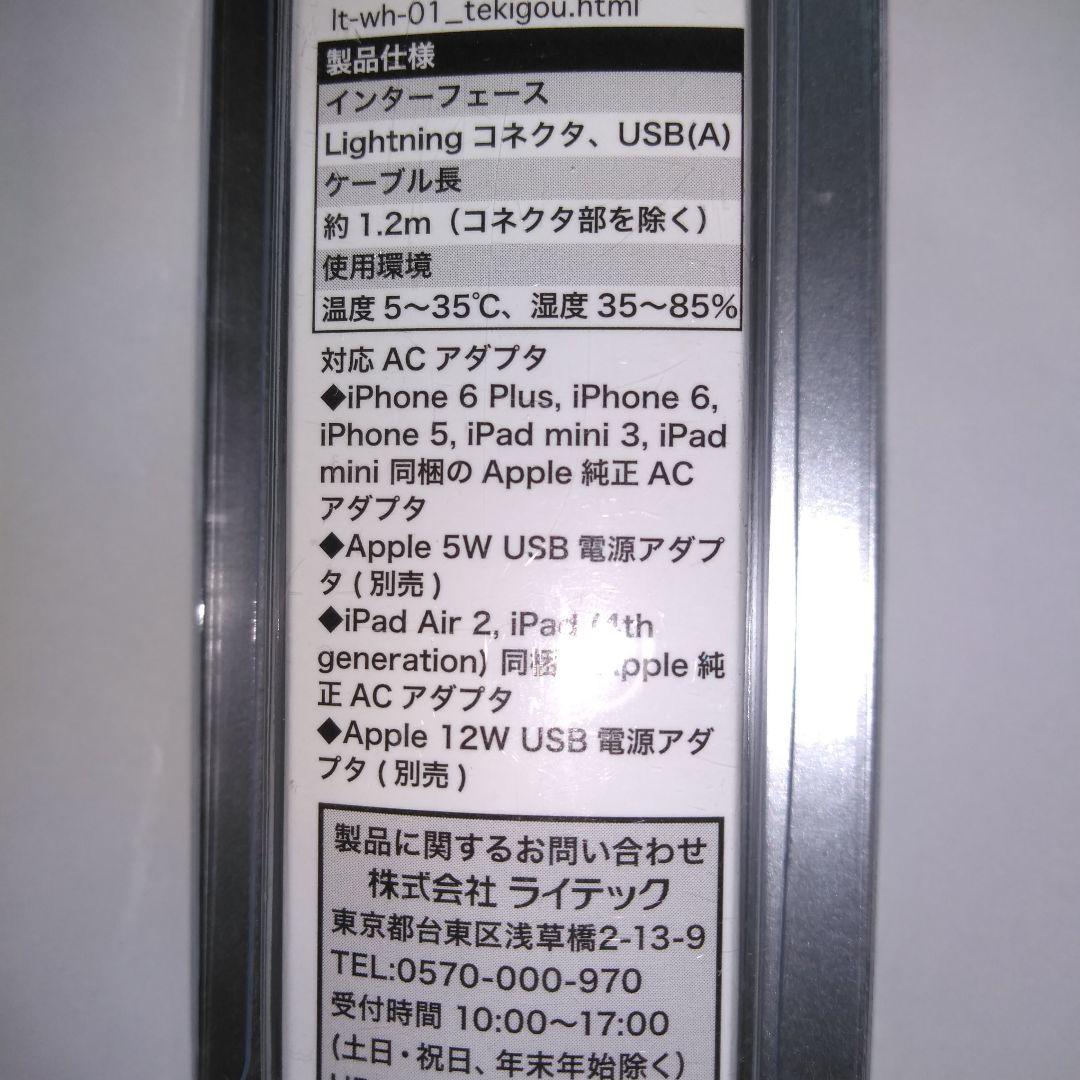 lt-wh-01_tekigou.html
製品仕様
インターフェース
Lightning コネクタ、USB(A)
ケーブル長
約1.2m（コネクタ部を除く）
使用環境
温度 5〜35℃、湿度 35〜85%
対応 AC アダプタ
◆iPhone 6 Plus, iPhone 6,
iPhone 5, iPad mini 3, iPad
mini 同梱の Apple 純正 AC
アダプタ
◆Apple 5W USB 電源アダプ
タ ( 別売 )
◆iPad Air 2, iPad (4th
generation) 同梱 Apple 純
正 AC アダプタ
◆Apple 12W USB 電源アダ
プタ ( 別売 )
製品に関するお問い合わせ
株式会社 ライテック
東京都台東区浅草橋2-13-9
TEL:0570-000-970
受付時間 10:00〜17:00
(土日・祝日、年末年始除く)